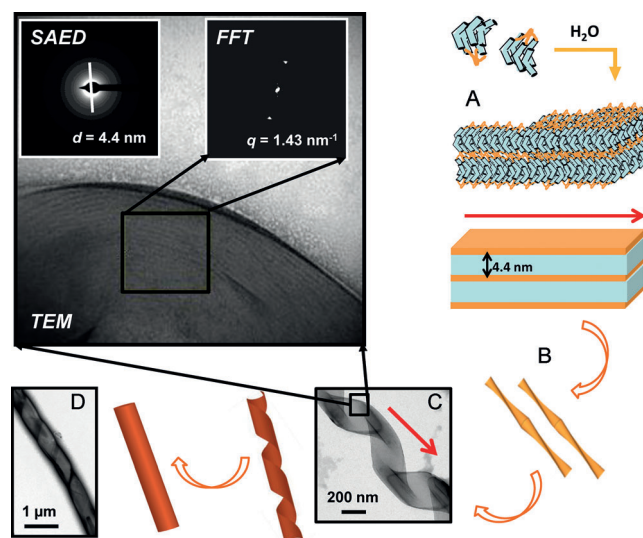 SAED
d = 4.4 nm
FFT
q = 1.43 nm⁻¹
TEM
H₂O
A
4.4 nm
B
C
200 nm
D
1 µm